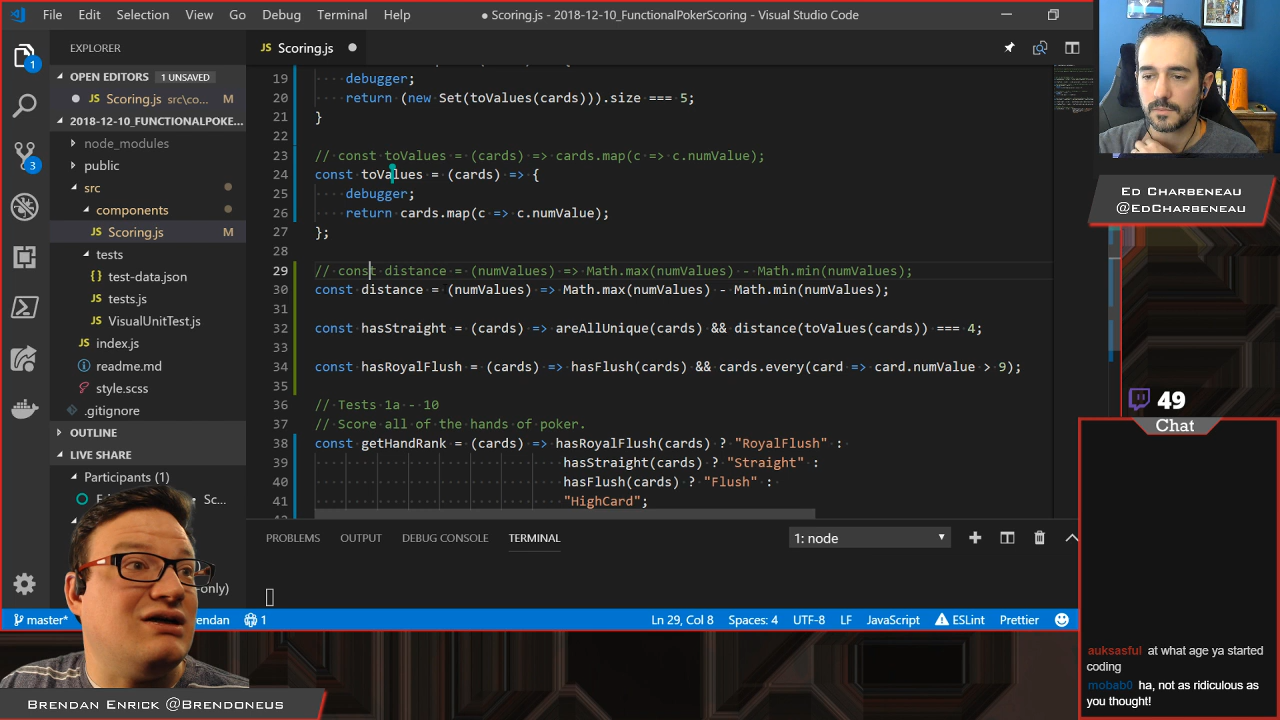 File Edit Selection View Go Debug Terminal Help
● Scoring.js - 2018-12-10_FunctionalPokerScoring - Visual Studio Code
EXPLORER
OPEN EDITORS 1 UNSAVED
JS Scoring.js src\co... M
2018-12-10_FUNCTIONALPOKE...
node_modules
public
src
components
JS Scoring.js M
tests
{} test-data.json
JS tests.js
JS VisualUnitTest.js
JS index.js
readme.md
style.scss
.gitignore
OUTLINE
LIVE SHARE
Participants (1)
Sc...
-only)
1
3
JS Scoring.js ●
19 debugger;
20 return (new Set(toValues(cards))).size === 5;
21 }
22
23 // const toValues = (cards) => cards.map(c => c.numValue);
24 const toValues = (cards) => {
25 debugger;
26 return cards.map(c => c.numValue);
27 };
28
29 // const distance = (numValues) => Math.max(numValues) - Math.min(numValues);
30 const distance = (numValues) => Math.max(numValues) - Math.min(numValues);
31
32 const hasStraight = (cards) => areAllUnique(cards) && distance(toValues(cards)) === 4;
33
34 const hasRoyalFlush = (cards) => hasFlush(cards) && cards.every(card => card.numValue > 9);
35
36 // Tests 1a - 10
37 // Score all of the hands of poker.
38 const getHandRank = (cards) => hasRoyalFlush(cards) ? "RoyalFlush" :
39 hasStraight(cards) ? "Straight" :
40 hasFlush(cards) ? "Flush" :
41 "HighCard";
PROBLEMS OUTPUT DEBUG CONSOLE TERMINAL
1: node
master* rendan 1
Ln 29, Col 8 Spaces: 4 UTF-8 LF JavaScript ESLint Prettier
Ed Charbeneau
@EdCharbeneau
49
Chat
auksasful at what age ya started
coding
mobab0 ha, not as ridiculous as
you thought!
Brendan Enrick @Brendoneus